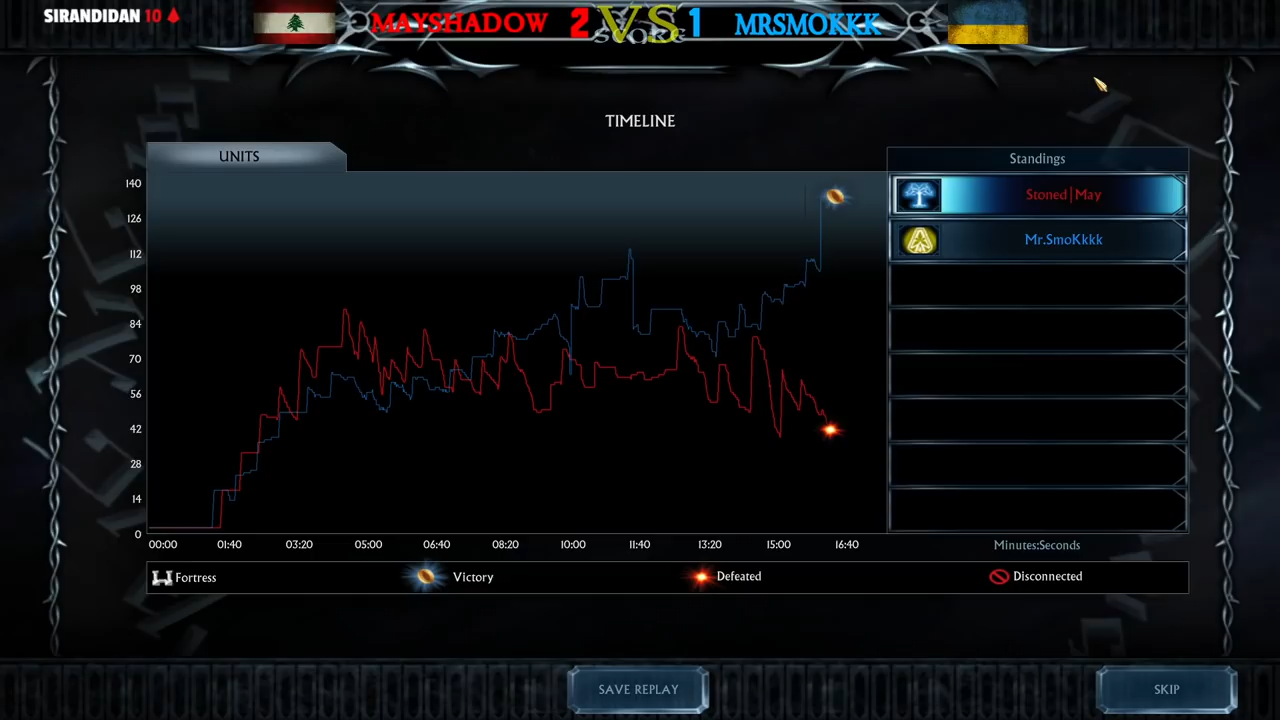 SIRANDIDAN 10
MAYSHADOW 2 VS 1 MRSMOKKK
SCORE
TIMELINE
UNITS
Standings
140
126
112
98
84
70
56
42
28
14
0
Stoned|May
Mr.SmoKkkk
00:00 01:40 03:20 05:00 06:40 08:20 10:00 11:40 13:20 15:00 16:40
Minutes:Seconds
Fortress Victory Defeated Disconnected
SAVE REPLAY
SKIP